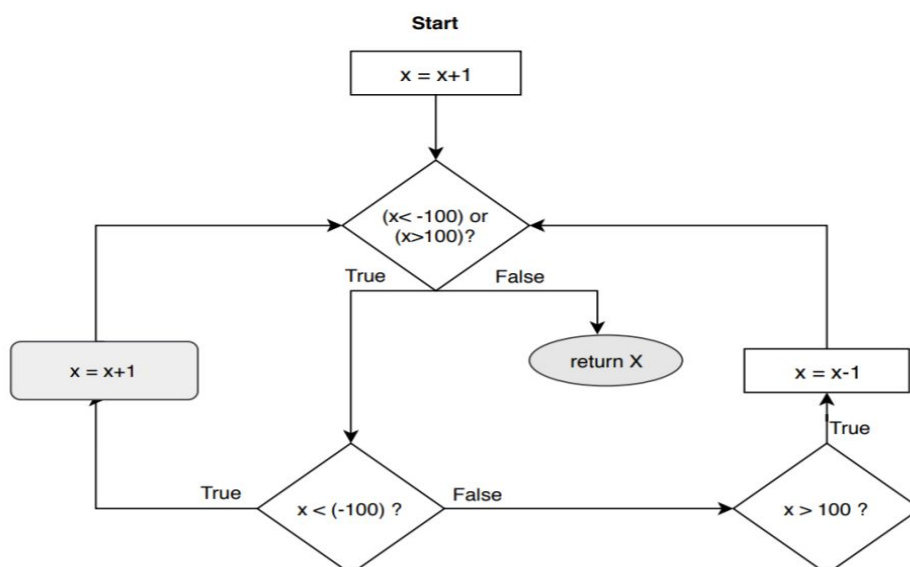 Start
x = x+1
(x< -100) or
(x>100)?
True
False
x = x+1
return X
x = x-1
True
True
x < (-100) ?
False
x > 100 ?